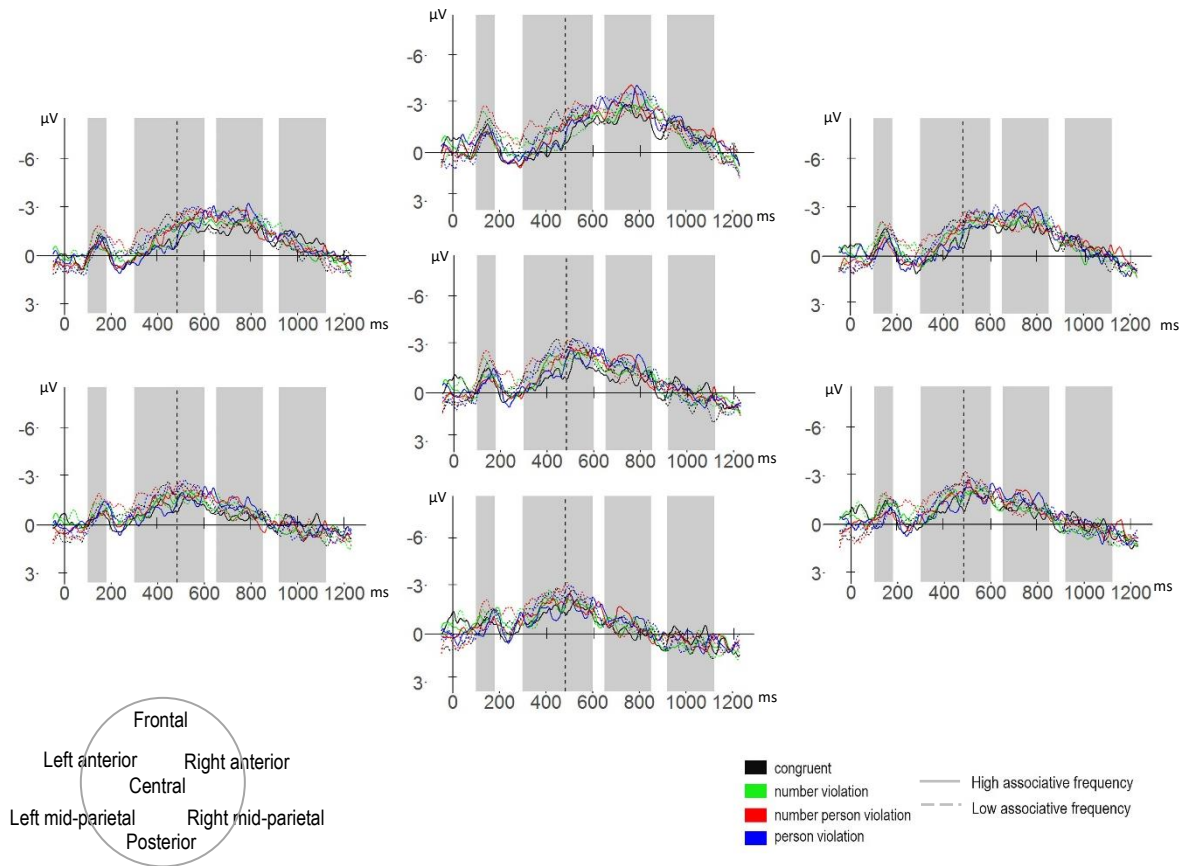 µV
-6
-3
0
3
0 200 400 600 800 1000 1200 ms
µV
-6
-3
0
3
0 200 400 600 800 1000 1200 ms
µV
-6
-3
0
3
0 200 400 600 800 1000 1200 ms
µV
-6
-3
0
3
0 200 400 600 800 1000 1200 ms
µV
-6
-3
0
3
0 200 400 600 800 1000 1200 ms
µV
-6
-3
0
3
0 200 400 600 800 1000 1200 ms
µV
-6
-3
0
3
0 200 400 600 800 1000 1200 ms
Frontal
Left anterior Right anterior
Central
Left mid-parietal Right mid-parietal
Posterior
congruent
number violation
number person violation
person violation
High associative frequency
Low associative frequency